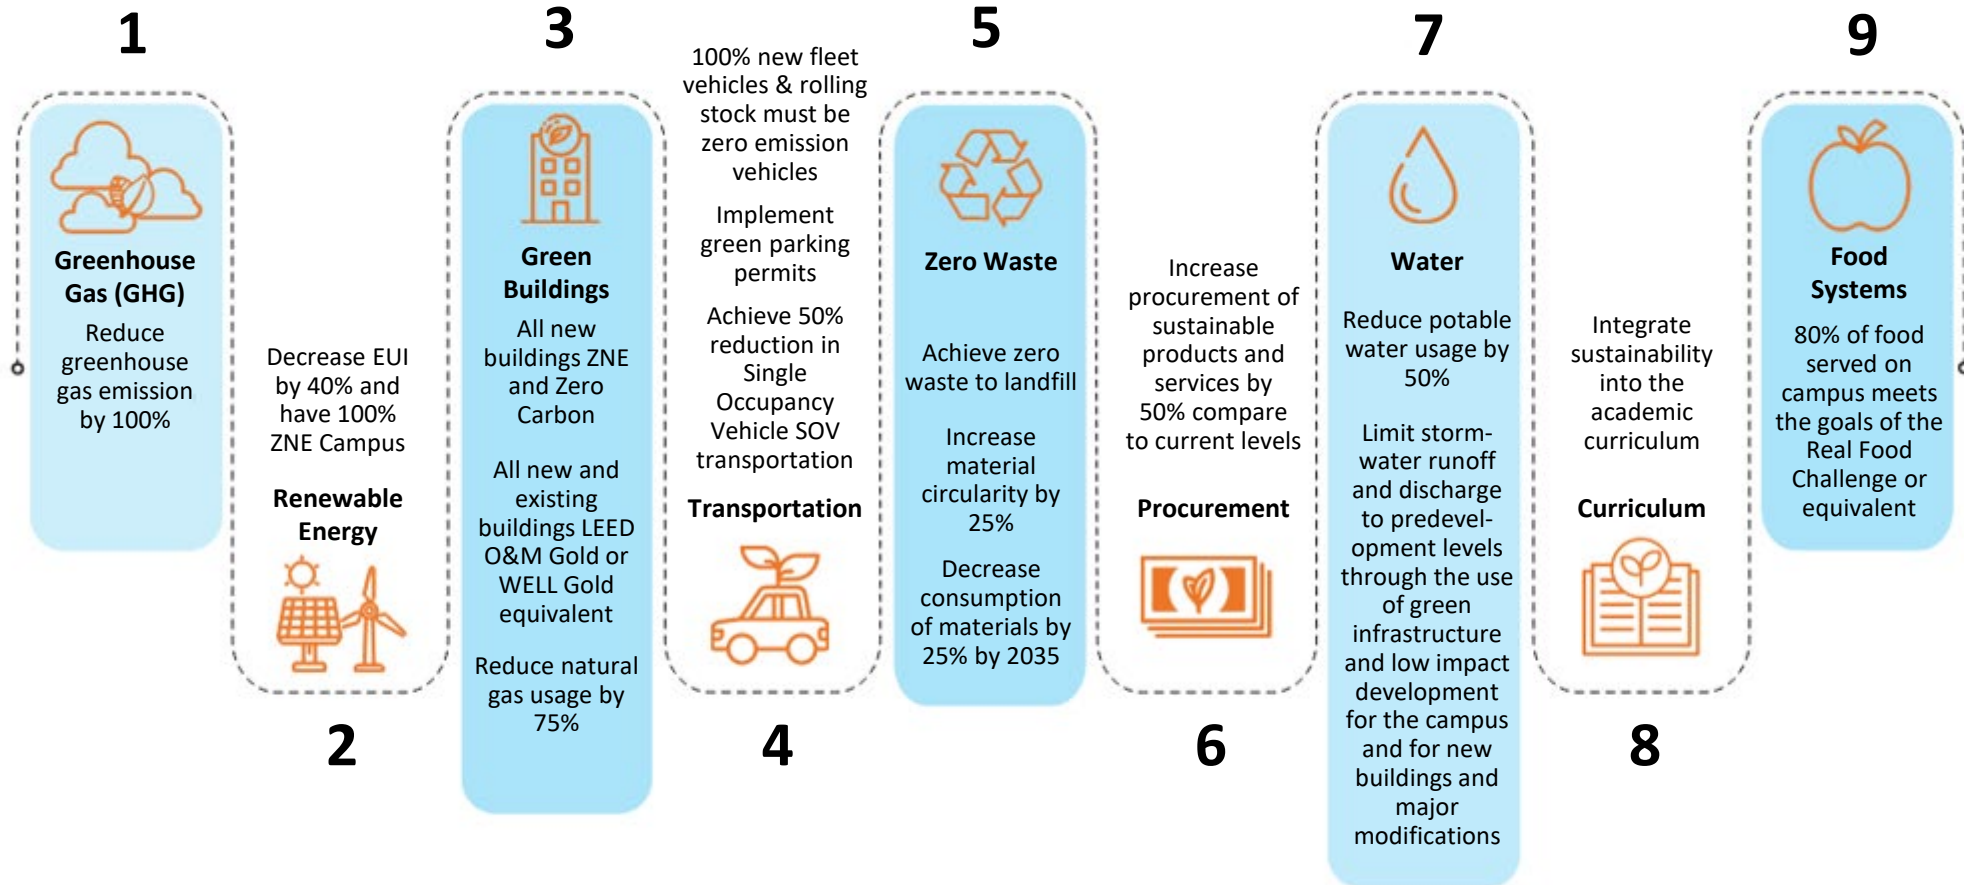 1
Greenhouse
Gas (GHG)
Reduce
greenhouse
gas emission
by 100%
Decrease EUI
by 40% and
have 100%
ZNE Campus
Renewable
Energy
2
3
Green
Buildings
All new
buildings ZNE
and Zero
Carbon
All new and
existing
buildings LEED
O&M Gold or
WELL Gold
equivalent
Reduce natural
gas usage by
75%
100% new fleet
vehicles & rolling
stock must be
zero emission
vehicles
Implement
green parking
permits
Achieve 50%
reduction in
Single
Occupancy
Vehicle SOV
transportation
Transportation
4
5
Zero Waste
Achieve zero
waste to landfill
Increase
material
circularity by
25%
Decrease
consumption
of materials by
25% by 2035
Increase
procurement of
sustainable
products and
services by
50% compare
to current levels
Procurement
6
7
Water
Reduce potable
water usage by
50%
Limit storm-
water runoff
and discharge
to predevel-
opment levels
through the use
of green
infrastructure
and low impact
development
for the campus
and for new
buildings and
major
modifications
Integrate
sustainability
into the
academic
curriculum
Curriculum
8
9
Food
Systems
80% of food
served on
campus meets
the goals of the
Real Food
Challenge or
equivalent